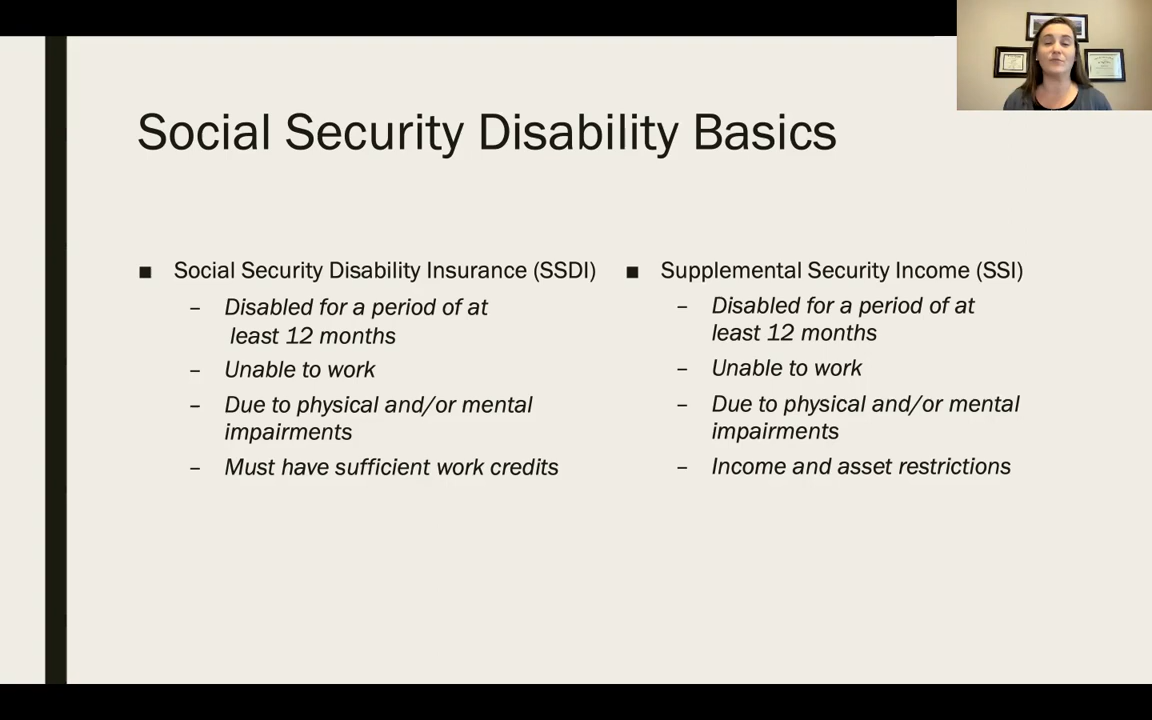 Social Security Disability Basics
■ Social Security Disability Insurance (SSDI)
– Disabled for a period of at
least 12 months
– Unable to work
– Due to physical and/or mental
impairments
– Must have sufficient work credits
■ Supplemental Security Income (SSI)
– Disabled for a period of at
least 12 months
– Unable to work
– Due to physical and/or mental
impairments
– Income and asset restrictions